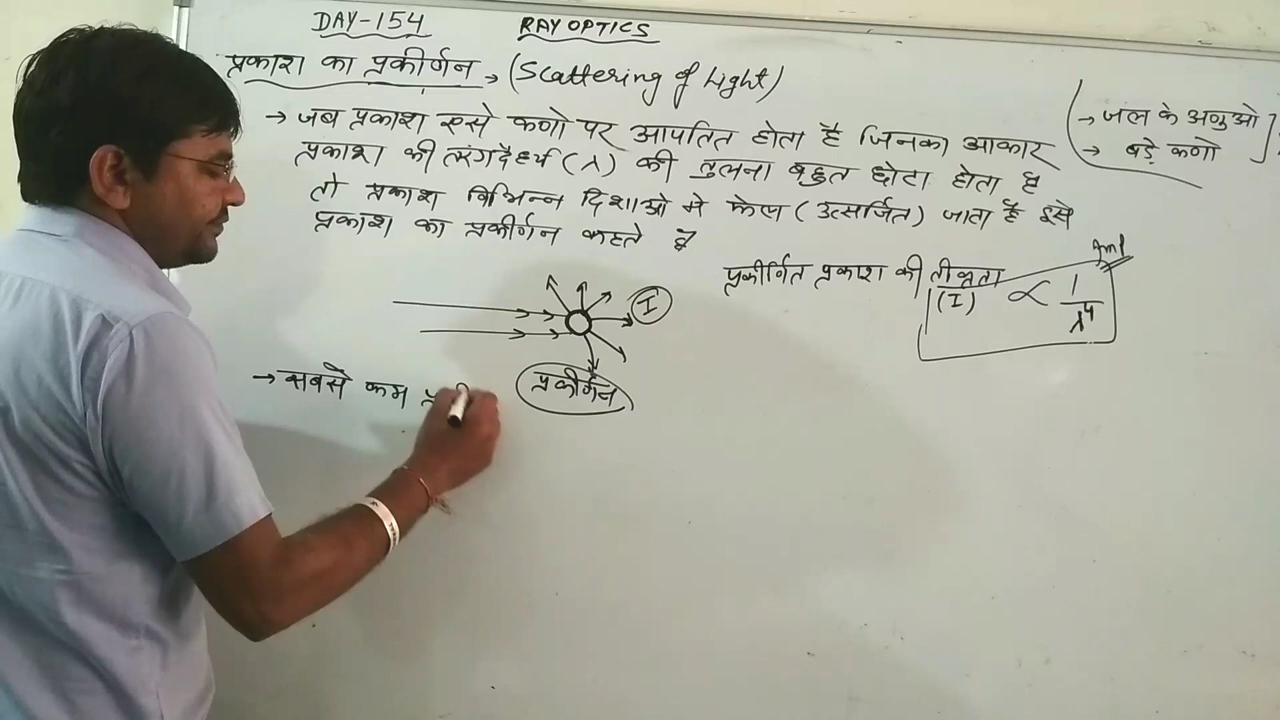 DAY-154 RAY OPTICS
प्रकाश का प्रकीर्णन → (Scattering of Light)
→ जब प्रकाश ऐसे कणो पर आपतित होता है जिनका आकार
प्रकाश की तरंगदैर्ध्य (λ) की तुलना बहुत छोटा होता है
तो प्रकाश विभिन्न दिशाओ मे फेल (उत्सर्जित) जाता है इसे
प्रकाश का प्रकीर्णन कहते है
→ जल के अणुओ
→ बड़े कणो
प्रकीर्णित प्रकाश की तीव्रता
(I) ∝ 1/λ⁴
Imp
I
प्रकीर्णन
→ सबसे कम